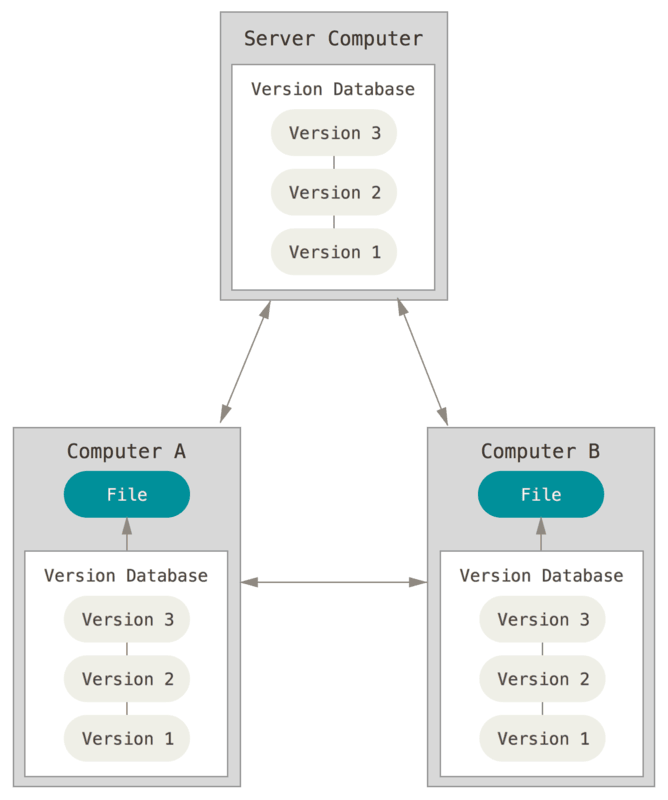 Server Computer
Version Database
Version 3
Version 2
Version 1
Computer A
File
Version Database
Version 3
Version 2
Version 1
Computer B
File
Version Database
Version 3
Version 2
Version 1